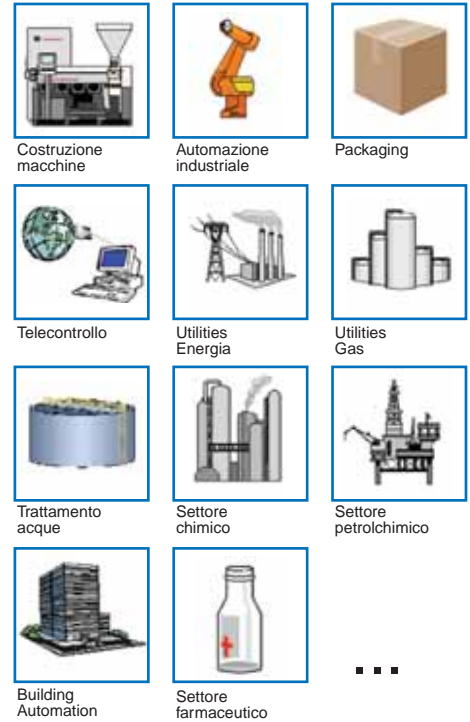 Costruzione
macchine
Automazione
industriale
Packaging
Telecontrollo
Utilities
Energia
Utilities
Gas
Trattamento
acque
Settore
chimico
Settore
petrolchimico
Building
Automation
Settore
farmaceutico
...